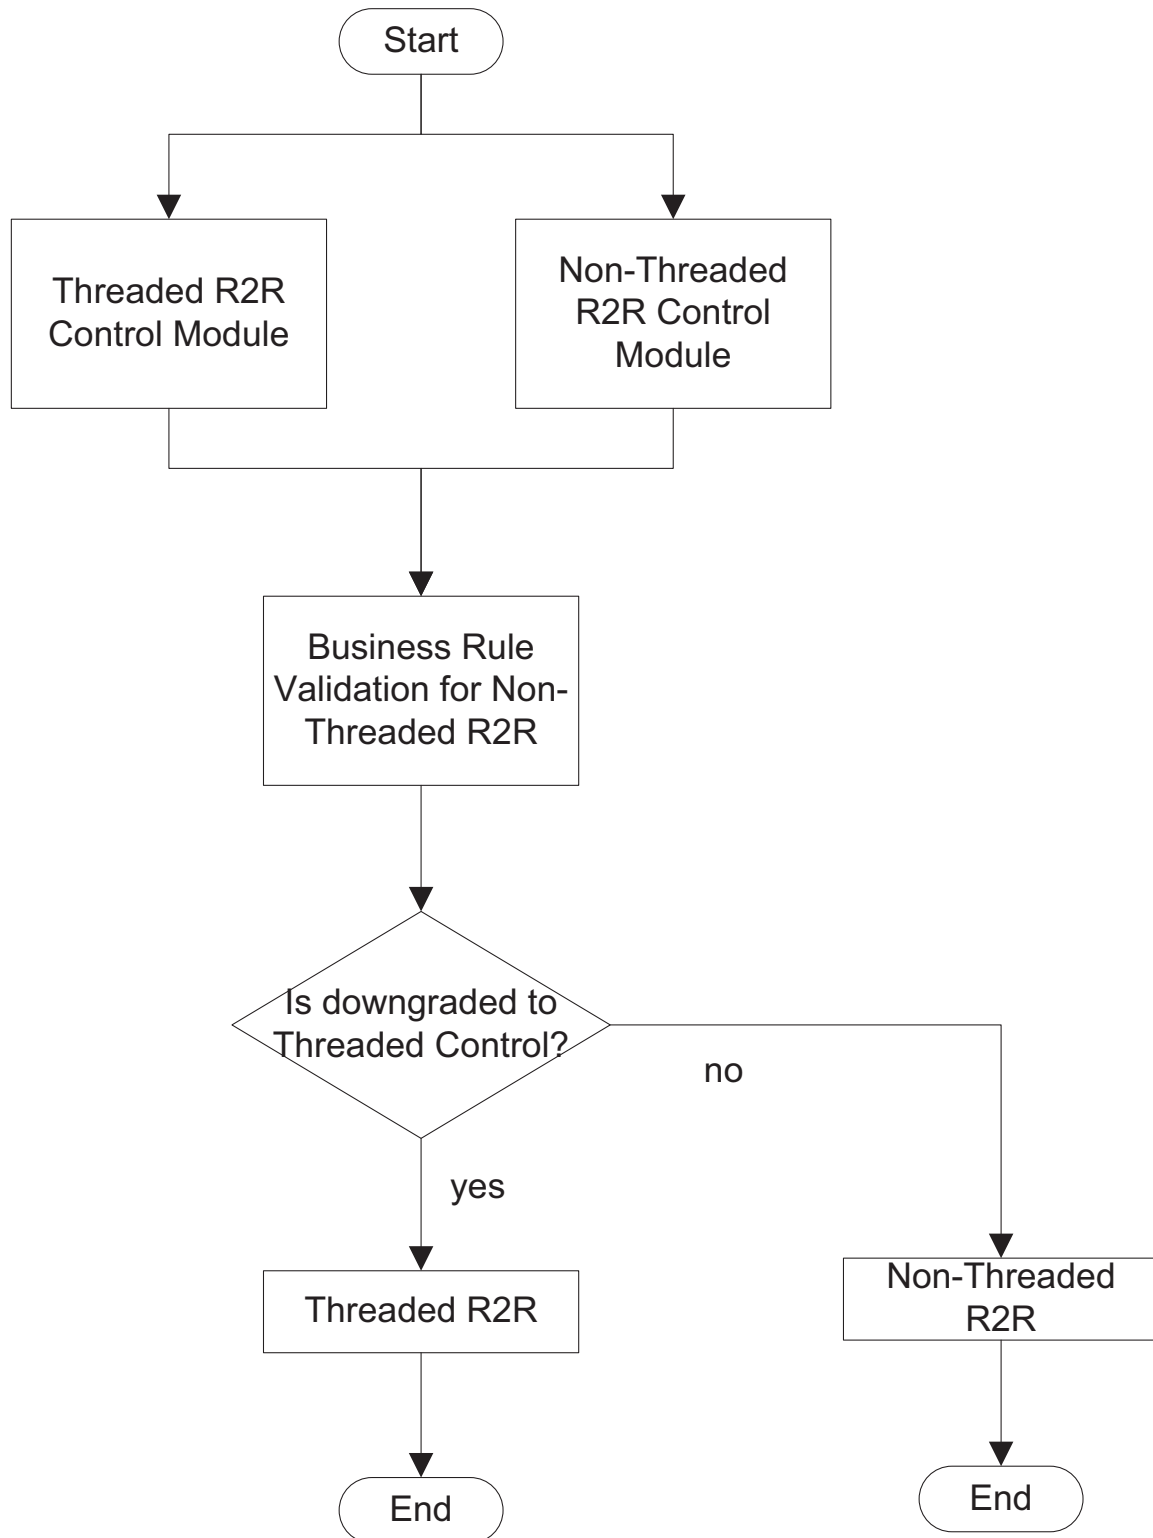 Start
Threaded R2R
Control Module
Non-Threaded
R2R Control
Module
Business Rule
Validation for Non-
Threaded R2R
Is downgraded to
Threaded Control?
no
yes
Threaded R2R
Non-Threaded
R2R
End
End